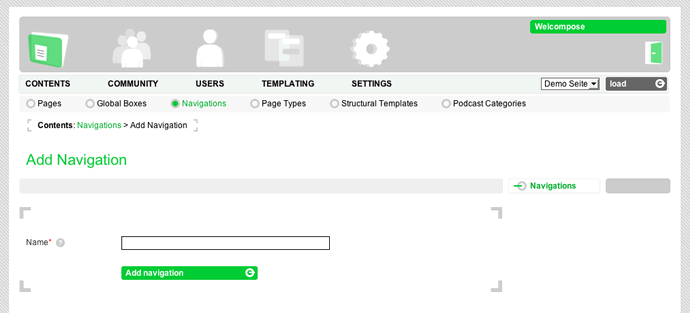 Welcompose
CONTENTS COMMUNITY USERS TEMPLATING SETTINGS Demo Seite load
Pages Global Boxes Navigations Page Types Structural Templates Podcast Categories
Contents: Navigations > Add Navigation
Add Navigation
Navigations
Name* ?
Add navigation